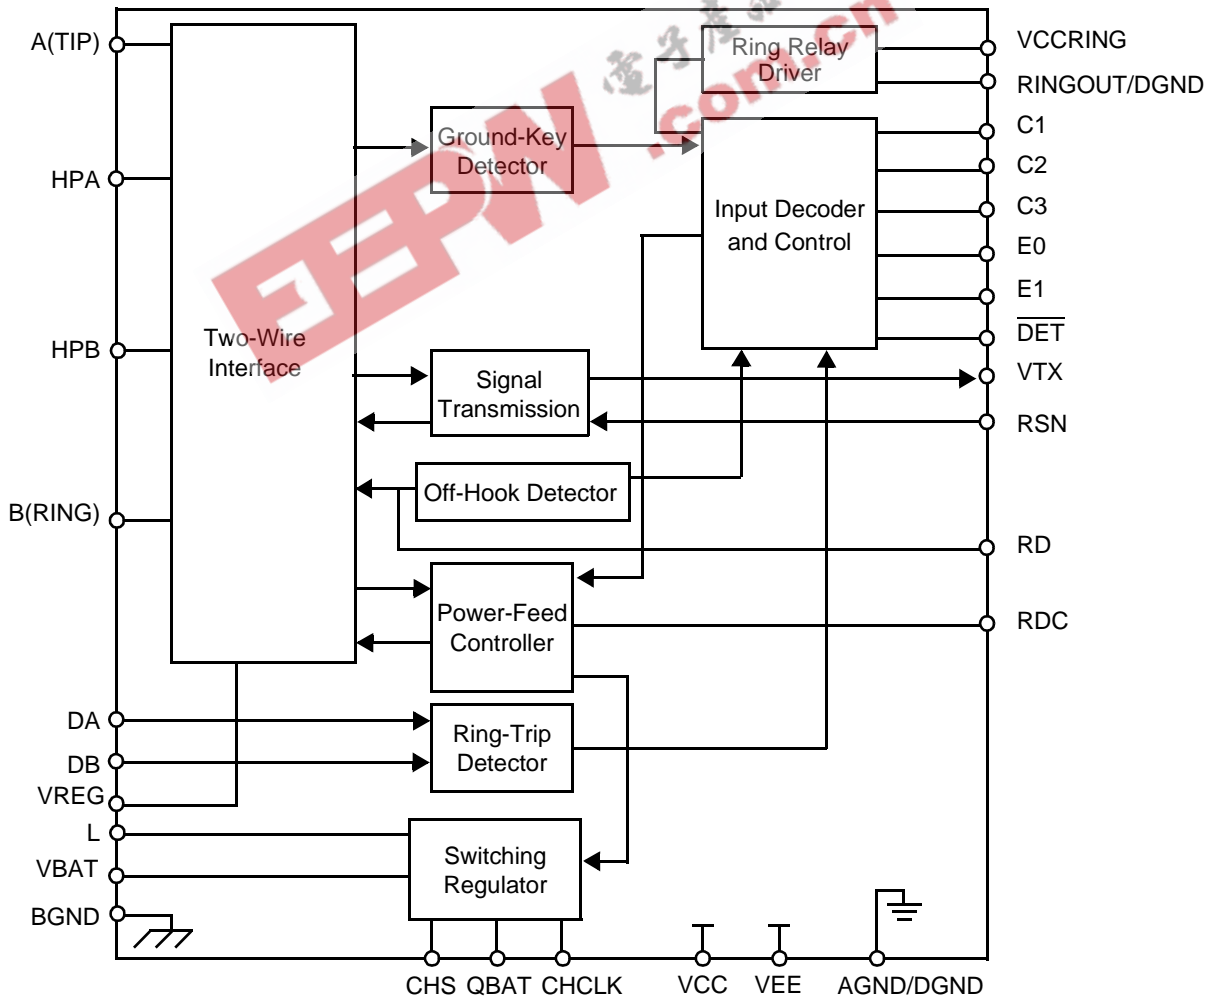 A(TIP)
HPA
HPB
B(RING)
DA
DB
VREG
L
VBAT
BGND
Two-Wire
Interface
Ground-Key
Detector
Signal
Transmission
Off-Hook Detector
Power-Feed
Controller
Ring-Trip
Detector
Switching
Regulator
Ring Relay
Driver
Input Decoder
and Control
VCCRING
RINGOUT/DGND
C1
C2
C3
E0
E1
DET
VTX
RSN
RD
RDC
CHS
QBAT
CHCLK
VCC
VEE
AGND/DGND
EEPW
.com.cn
電子產